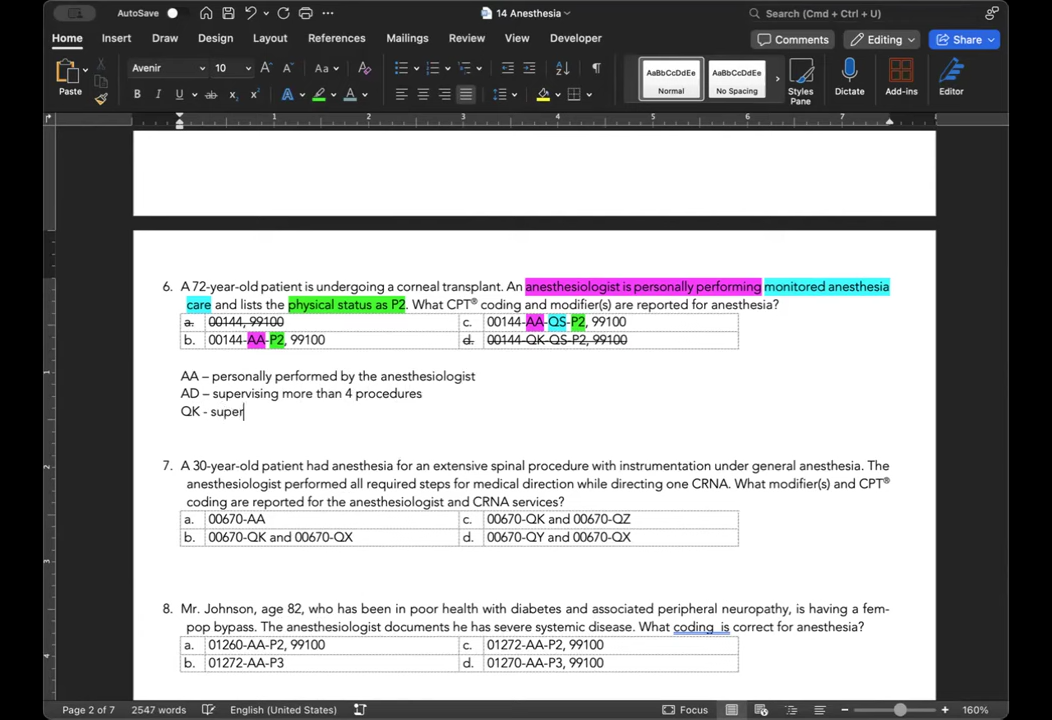 AutoSave
14 Anesthesia
Search (Cmd + Ctrl + U)
Home Insert Draw Design Layout References Mailings Review View Developer
Comments Editing Share
Paste
Avenir 10
AaBbCcDdEe
Normal
AaBbCcDdEe
No Spacing
Styles Pane
Dictate
Add-ins
Editor
1 2 3 4 5 6 7
6. A 72-year-old patient is undergoing a corneal transplant. An anesthesiologist is personally performing monitored anesthesia
care and lists the physical status as P2. What CPT® coding and modifier(s) are reported for anesthesia?
a. 00144, 99100 c. 00144-AA-QS-P2, 99100
b. 00144-AA-P2, 99100 d. 00144-QK-QS-P2, 99100
AA – personally performed by the anesthesiologist
AD – supervising more than 4 procedures
QK - super
7. A 30-year-old patient had anesthesia for an extensive spinal procedure with instrumentation under general anesthesia. The
anesthesiologist performed all required steps for medical direction while directing one CRNA. What modifier(s) and CPT®
coding are reported for the anesthesiologist and CRNA services?
a. 00670-AA c. 00670-QK and 00670-QZ
b. 00670-QK and 00670-QX d. 00670-QY and 00670-QX
8. Mr. Johnson, age 82, who has been in poor health with diabetes and associated peripheral neuropathy, is having a fem-
pop bypass. The anesthesiologist documents he has severe systemic disease. What coding is correct for anesthesia?
a. 01260-AA-P2, 99100 c. 01272-AA-P2, 99100
b. 01272-AA-P3 d. 01270-AA-P3, 99100
Page 2 of 7 2547 words English (United States) Focus 160%